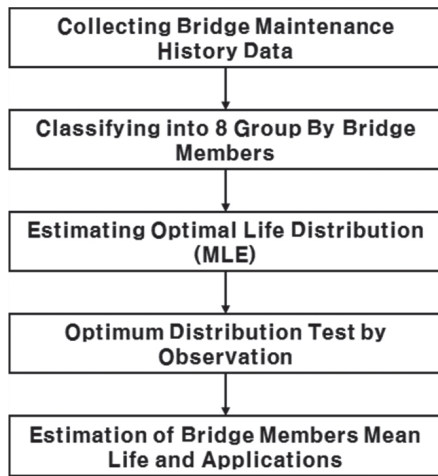 Collecting Bridge Maintenance
History Data
Classifying into 8 Group By Bridge
Members
Estimating Optimal Life Distribution
(MLE)
Optimum Distribution Test by
Observation
Estimation of Bridge Members Mean
Life and Applications